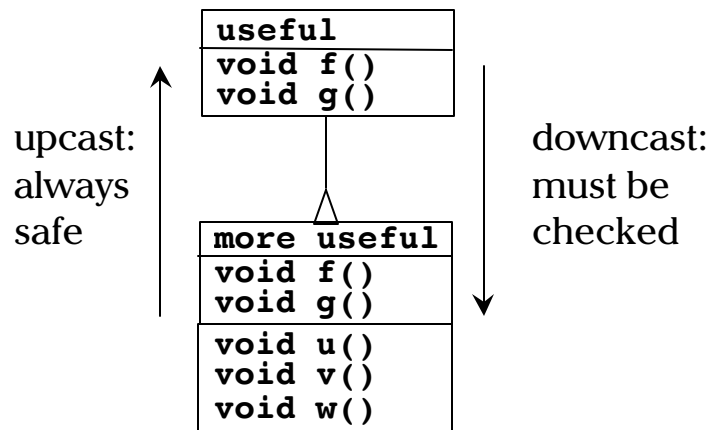 useful
void f()
void g()
upcast:
always
safe
downcast:
must be
checked
more useful
void f()
void g()
void u()
void v()
void w()